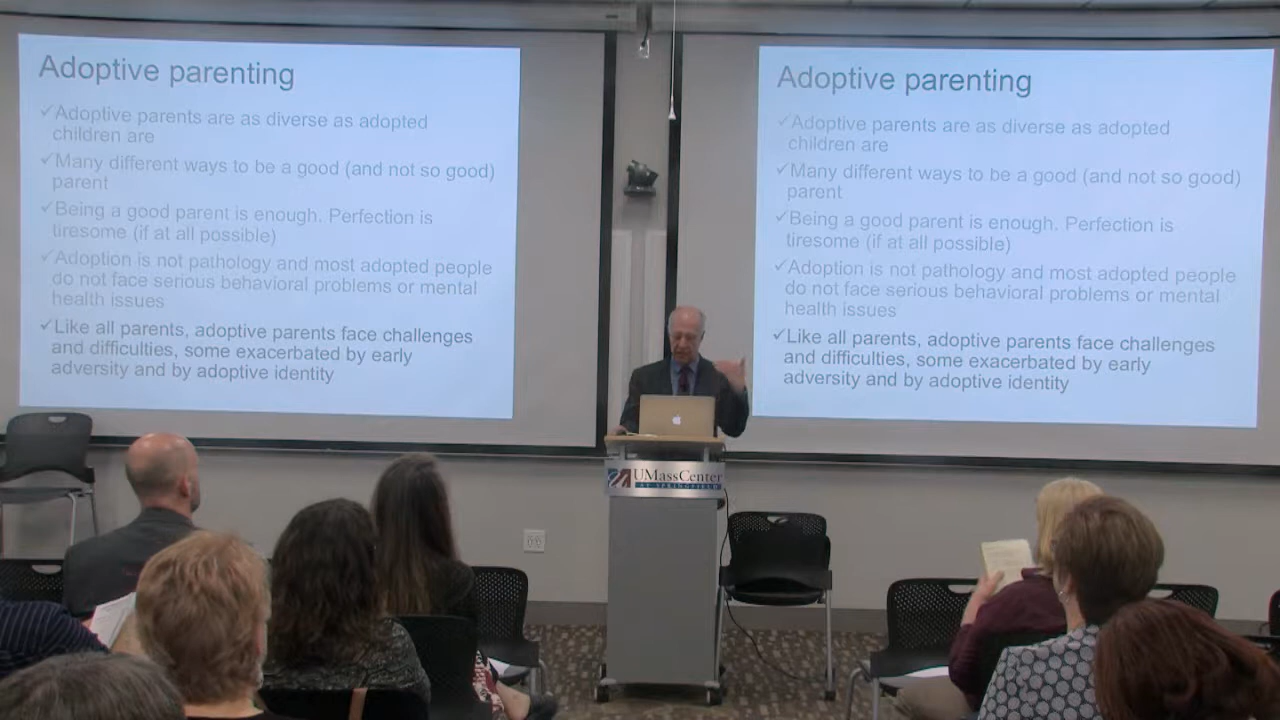 Adoptive parenting
✓Adoptive parents are as diverse as adopted
children are
✓Many different ways to be a good (and not so good)
parent
✓Being a good parent is enough. Perfection is
tiresome (if at all possible)
✓Adoption is not pathology and most adopted people
do not face serious behavioral problems or mental
health issues
✓Like all parents, adoptive parents face challenges
and difficulties, some exacerbated by early
adversity and by adoptive identity
Adoptive parenting
✓Adoptive parents are as diverse as adopted
children are
✓Many different ways to be a good (and not so good)
parent
✓Being a good parent is enough. Perfection is
tiresome (if at all possible)
✓Adoption is not pathology and most adopted people
do not face serious behavioral problems or mental
health issues
✓Like all parents, adoptive parents face challenges
and difficulties, some exacerbated by early
adversity and by adoptive identity
UMassCenter
AT SPRINGFIELD